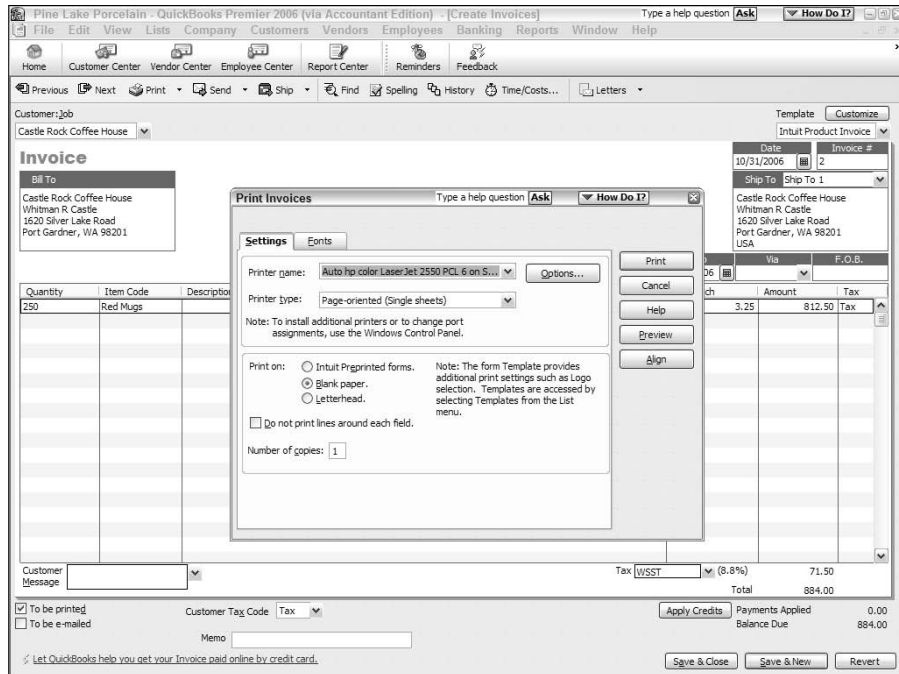 Pine Lake Porcelain - QuickBooks Premier 2006 (via Accountant Edition) - [Create Invoices] Type a help question Ask How Do I?
File Edit View Lists Company Customers Vendors Employees Banking Reports Window Help
Home Customer Center Vendor Center Employee Center Report Center Reminders Feedback
Previous Next Print Send Ship Find Spelling History Time/Costs... Letters
Customer:Job Template Customize
Castle Rock Coffee House Intuit Product Invoice
Invoice
Date Invoice #
10/31/2006 2
Bill To
Castle Rock Coffee House
Whitman R Castle
1620 Silver Lake Road
Port Gardner, WA 98201
Ship To Ship To 1
Castle Rock Coffee House
Whitman R Castle
1620 Silver Lake Road
Port Gardner, WA 98201
USA
Via F.O.B.
06
Quantity Item Code Description ch Amount Tax
250 Red Mugs 3.25 812.50 Tax
Print Invoices Type a help question Ask How Do I?
Settings Fonts
Printer name: Auto hp color LaserJet 2550 PCL 6 on S... Options...
Printer type: Page-oriented (Single sheets)
Note: To install additional printers or to change port
assignments, use the Windows Control Panel.
Print on: Intuit Preprinted forms.
Blank paper.
Letterhead.
Note: The form Template provides
additional print settings such as Logo
selection. Templates are accessed by
selecting Templates from the List
menu.
Do not print lines around each field.
Number of copies: 1
Print
Cancel
Help
Preview
Align
Customer
Message
Tax WSST (8.8%) 71.50
Total 884.00
To be printed Customer Tax Code Tax Apply Credits Payments Applied 0.00
To be e-mailed Balance Due 884.00
Memo
Let QuickBooks help you get your Invoice paid online by credit card.
Save & Close Save & New Revert